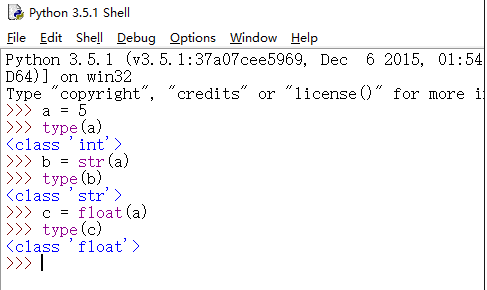 Python 3.5.1 Shell
File Edit Shell Debug Options Window Help
Python 3.5.1 (v3.5.1:37a07cee5969, Dec  6 2015, 01:54
D64)] on win32
Type "copyright", "credits" or "license()" for more
>>> a = 5
>>> type(a)
<class 'int'>
>>> b = str(a)
>>> type(b)
<class 'str'>
>>> c = float(a)
>>> type(c)
<class 'float'>
>>>